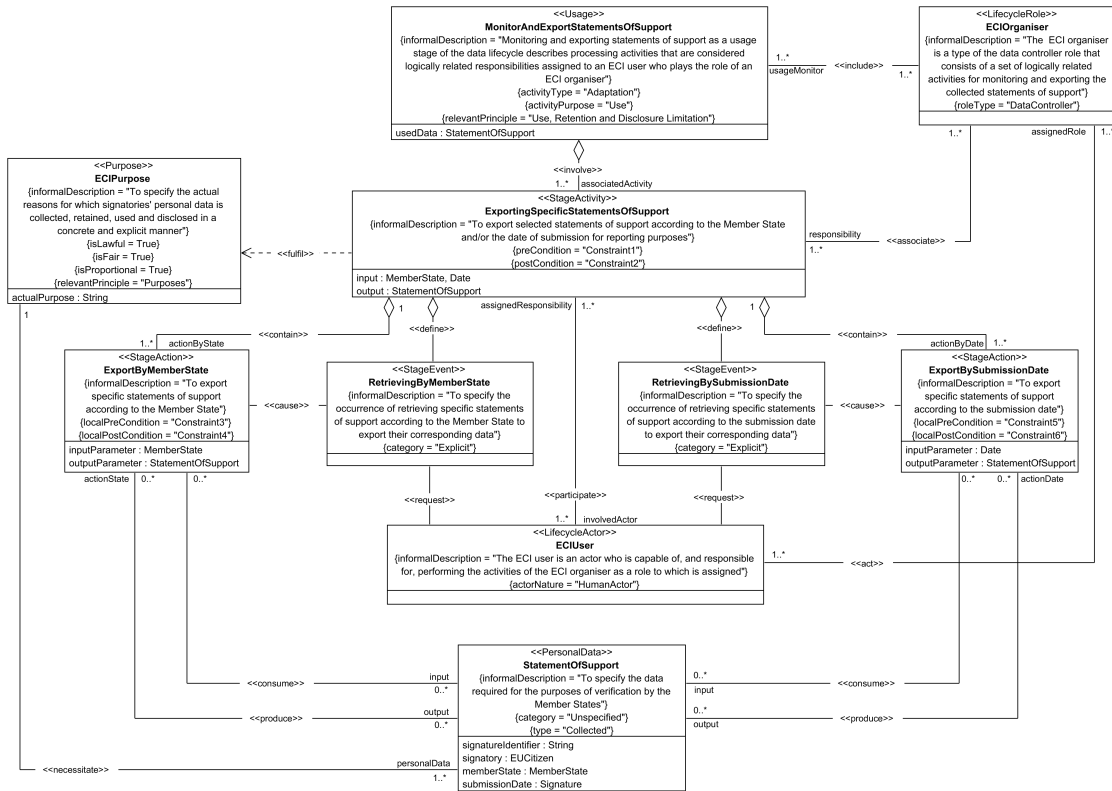 <<Usage>>
MonitorAndExportStatementsOfSupport
{informalDescription = "Monitoring and exporting statements of support as a usage
stage of the data lifecycle describes processing activities that are considered
logically related responsibilities assigned to an ECI user who plays the role of an
ECI organiser"}
{activityType = "Adaptation"}
{activityPurpose = "Use"}
{relevantPrinciple = "Use, Retention and Disclosure Limitation"}
usedData : StatementOfSupport
1..*
usageMonitor
<<include>>
1..*
<<LifecycleRole>>
ECIOrganiser
{informalDescription = "The  ECI organiser
is a type of the data controller role that
consists of a set of logically related
activities for monitoring and exporting the
collected statements of support"}
{roleType = "DataController"}
1..*
assignedRole
1..*
<<involve>>
1..*
associatedActivity
<<Purpose>>
ECIPurpose
{informalDescription = "To specify the actual
reasons for which signatories' personal data is
collected, retained, used and disclosed in a
concrete and explicit manner"}
{isLawful = True}
{isFair = True}
{isProportional = True}
{relevantPrinciple = "Purposes"}
actualPurpose : String
1
<<fulfil>>
<<StageActivity>>
ExportingSpecificStatementsOfSupport
{informalDescription = "To export selected statements of support according to the Member State
and/or the date of submission for reporting purposes"}
{preCondition = "Constraint1"}
{postCondition = "Constraint2"}
input : MemberState, Date
output : StatementOfSupport
responsibility
1..*
<<associate>>
1
assignedResponsibility
1..*
1
<<contain>>
<<define>>
<<define>>
<<contain>>
1..*
actionByState
actionByDate
1..*
<<StageAction>>
ExportByMemberState
{informalDescription = "To export
specific statements of support
according to the Member State"}
{localPreCondition = "Constraint3"}
{localPostCondition = "Constraint4"}
inputParameter : MemberState
outputParameter : StatementOfSupport
<<cause>>
<<StageEvent>>
RetrievingByMemberState
{informalDescription = "To specify the
occurrence of retrieving specific statements
of support according to the Member State to
export their corresponding data"}
{category = "Explicit"}
<<StageEvent>>
RetrievingBySubmissionDate
{informalDescription = "To specify the
occurrence of retrieving specific statements
of support according to the submission date
to export their corresponding data"}
{category = "Explicit"}
<<cause>>
<<StageAction>>
ExportBySubmissionDate
{informalDescription = "To export
specific statements of support
according to the submission date"}
{localPreCondition = "Constraint5"}
{localPostCondition = "Constraint6"}
inputParameter : Date
outputParameter : StatementOfSupport
actionState
0..*
0..*
0..*
0..*
actionDate
<<request>>
<<participate>>
<<request>>
1..*
involvedActor
<<LifecycleActor>>
ECIUser
{informalDescription = "The ECI user is an actor who is capable of, and responsible
for, performing the activities of the ECI organiser as a role to which is assigned"}
{actorNature = "HumanActor"}
1..*
<<act>>
<<PersonalData>>
StatementOfSupport
{informalDescription = "To specify the data
required for the purposes of verification by the
Member States"}
{category = "Unspecified"}
{type = "Collected"}
signatureIdentifier : String
signatory : EUCitizen
memberState : MemberState
submissionDate : Signature
<<consume>>
input
0..*
0..*
input
<<consume>>
<<produce>>
output
0..*
0..*
output
<<produce>>
<<necessitate>>
personalData
1..*